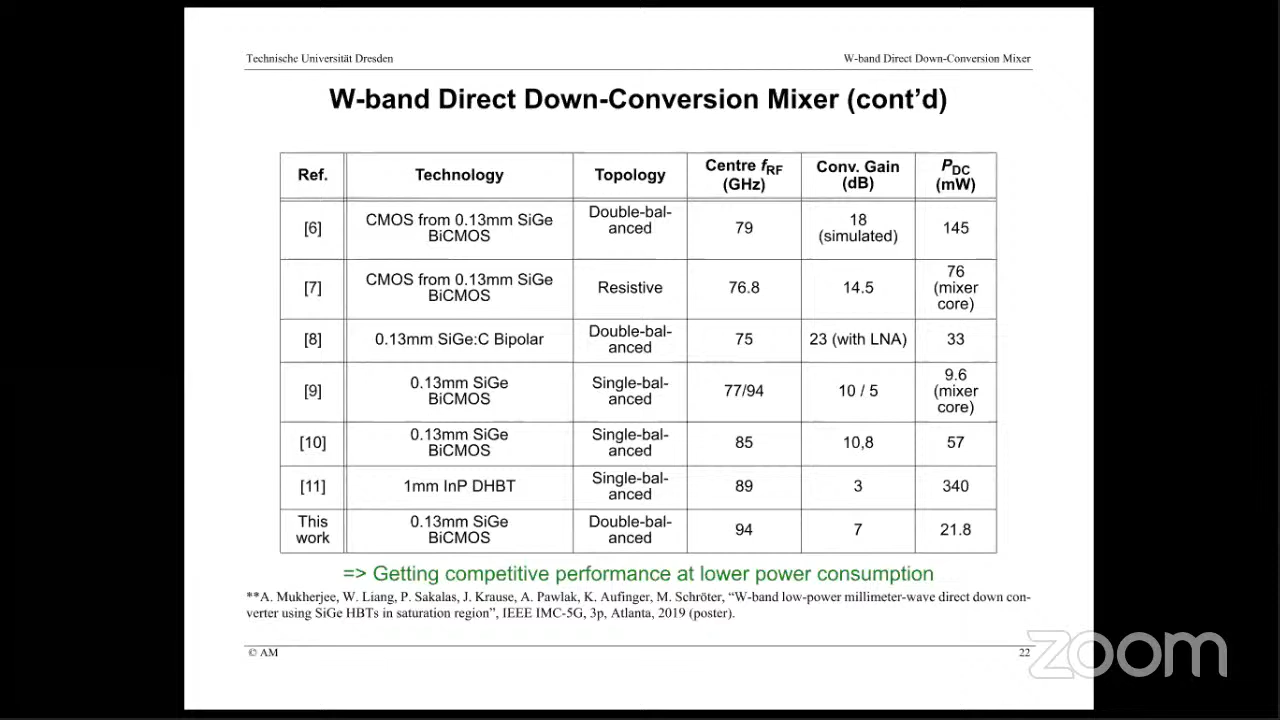 Technische Universität Dresden
W-band Direct Down-Conversion Mixer
W-band Direct Down-Conversion Mixer (cont'd)
Ref.
Technology
Topology
Centre fRF
(GHz)
Conv. Gain
(dB)
PDC
(mW)
[6]
CMOS from 0.13mm SiGe
BiCMOS
Double-bal-
anced
79
18
(simulated)
145
[7]
CMOS from 0.13mm SiGe
BiCMOS
Resistive
76.8
14.5
76
(mixer
core)
[8]
0.13mm SiGe:C Bipolar
Double-bal-
anced
75
23 (with LNA)
33
[9]
0.13mm SiGe
BiCMOS
Single-bal-
anced
77/94
10 / 5
9.6
(mixer
core)
[10]
0.13mm SiGe
BiCMOS
Single-bal-
anced
85
10,8
57
[11]
1mm InP DHBT
Single-bal-
anced
89
3
340
This
work
0.13mm SiGe
BiCMOS
Double-bal-
anced
94
7
21.8
=> Getting competitive performance at lower power consumption
**A. Mukherjee, W. Liang, P. Sakalas, J. Krause, A. Pawlak, K. Aufinger, M. Schröter, “W-band low-power millimeter-wave direct down con-
verter using SiGe HBTs in saturation region”, IEEE IMC-5G, 3p, Atlanta, 2019 (poster).
© AM
22
zoom